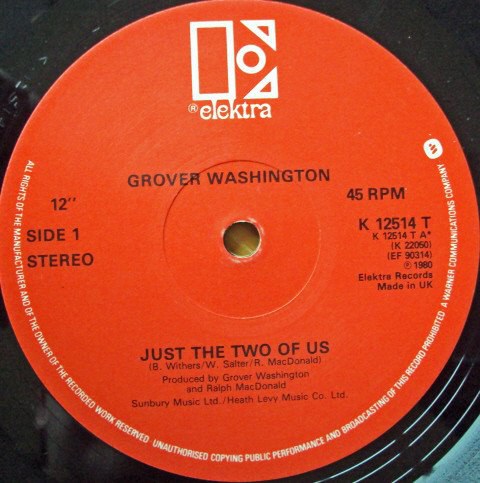 ® elektra
GROVER WASHINGTON
12"
45 RPM
SIDE 1
STEREO
K 12514 T
K 12514 T A*
(K 22050)
(EF 90314)
℗ 1980
Elektra Records
Made in UK
JUST THE TWO OF US
(B. Withers/W. Salter/R. MacDonald)
Produced by Grover Washington
and Ralph MacDonald
Sunbury Music Ltd./Heath Levy Music Co. Ltd.
ALL RIGHTS OF THE MANUFACTURER AND OF THE OWNER OF THE RECORDED WORK RESERVED UNAUTHORISED COPYING PUBLIC PERFORMANCE AND BROADCASTING OF THIS RECORD PROHIBITED A WARNER COMMUNICATIONS COMPANY